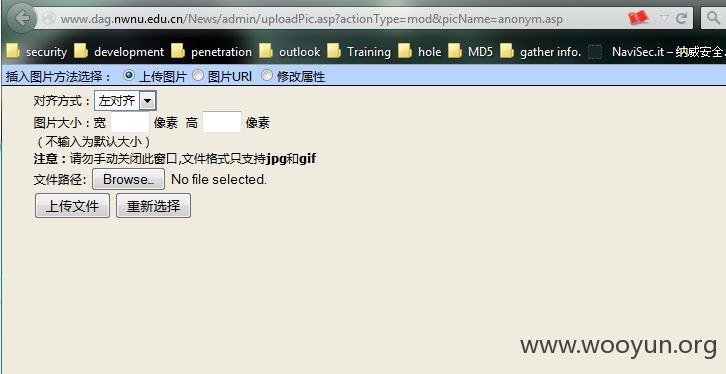 www.dag.nwnu.edu.cn/News/admin/uploadPic.asp?actionType=mod&picName=anonym.asp
security development penetration outlook Training hole MD5 gather info. NaviSec.it – 纳威安全
插入图片方法选择： 上传图片 图片URl 修改属性
对齐方式：左对齐
图片大小：宽 像素 高 像素
（不输入为默认大小）
注意：请勿手动关闭此窗口,文件格式只支持jpg和gif
文件路径: Browse... No file selected.
上传文件 重新选择
www.wooyun.org